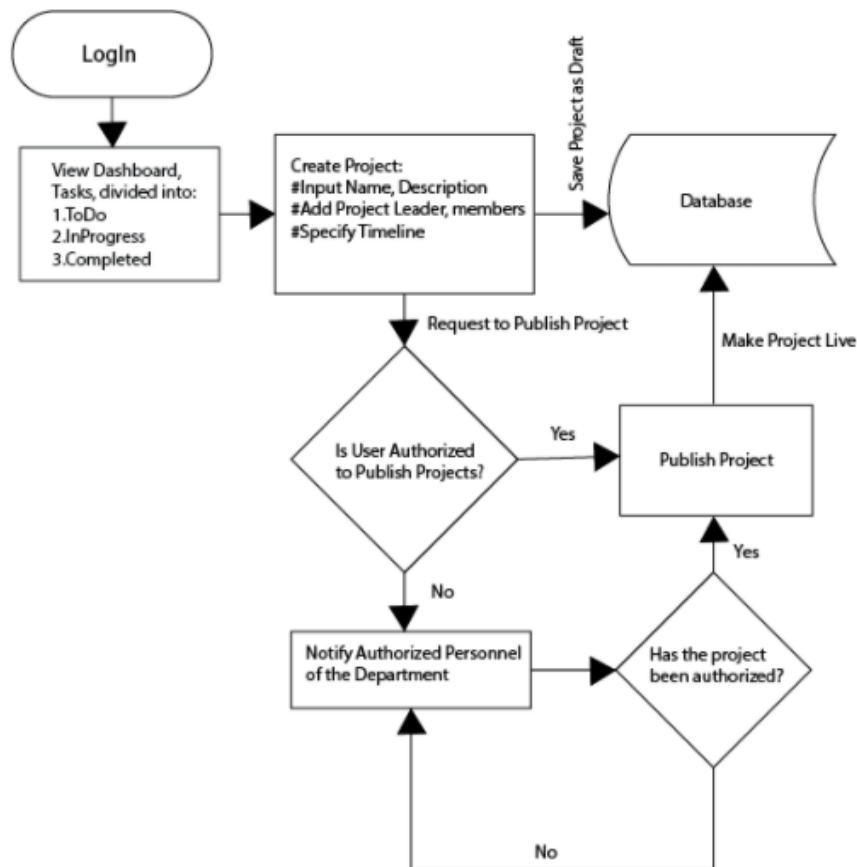 LogIn
View Dashboard,
Tasks, divided into:
1.ToDo
2.InProgress
3.Completed
Create Project:
#Input Name, Description
#Add Project Leader, members
#Specify Timeline
Save Project as Draft
Database
Request to Publish Project
Make Project Live
Is User Authorized
to Publish Projects?
Yes
Publish Project
No
Yes
Notify Authorized Personnel
of the Department
Has the project
been authorized?
No